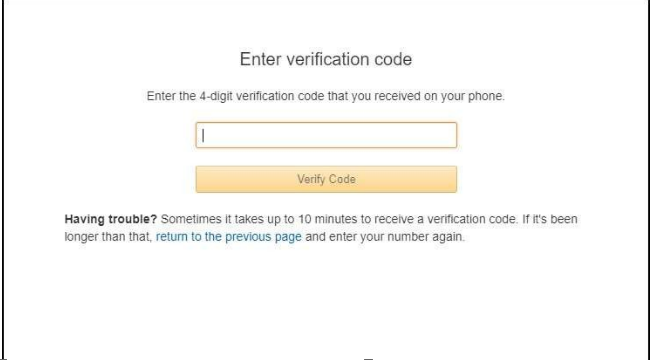 Enter verification code
Enter the 4-digit verification code that you received on your phone.
Verify Code
Having trouble? Sometimes it takes up to 10 minutes to receive a verification code. If it's been
longer than that, return to the previous page and enter your number again.